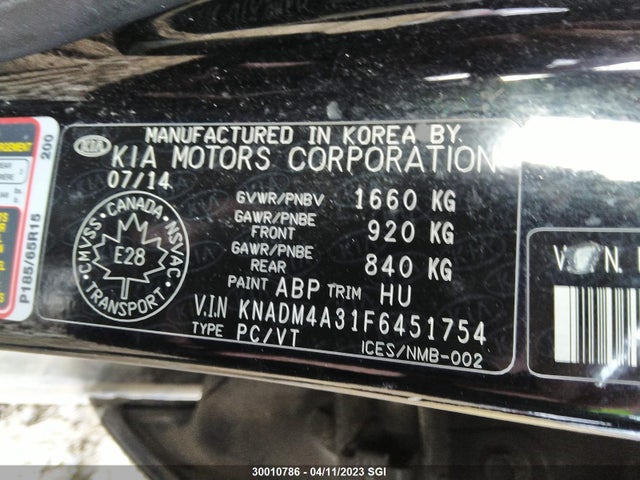 MANUFACTURED IN KOREA BY.
KIA KIA MOTORS CORPORATION
07/14
GVWR/PNBV 1660 KG
GAWR/PNBE FRONT 920 KG
GAWR/PNBE REAR 840 KG
PAINT ABP TRIM HU
V.I.N KNADM4A31F6451754
TYPE PC/VT
ICES/NMB-002
CMVSS · CANADA · NSVAC · TRANSPORT
E28
200
P185/65R15
30010786 - 04/11/2023 SGI